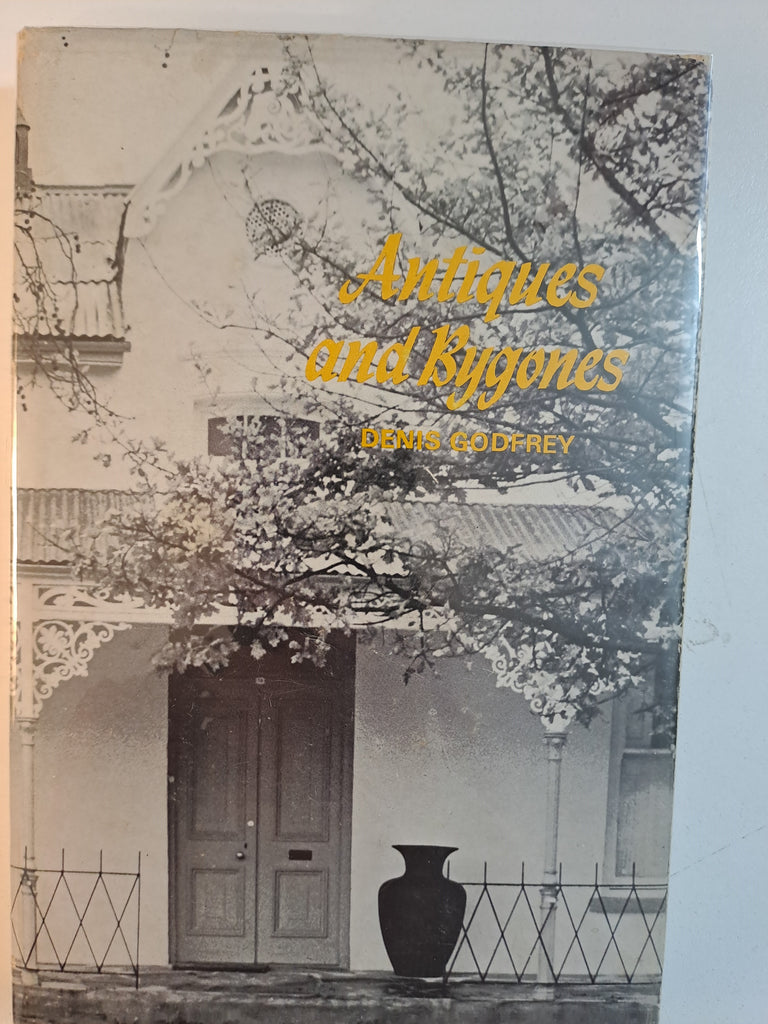 Antiques
and Bygones
DENIS GODFREY